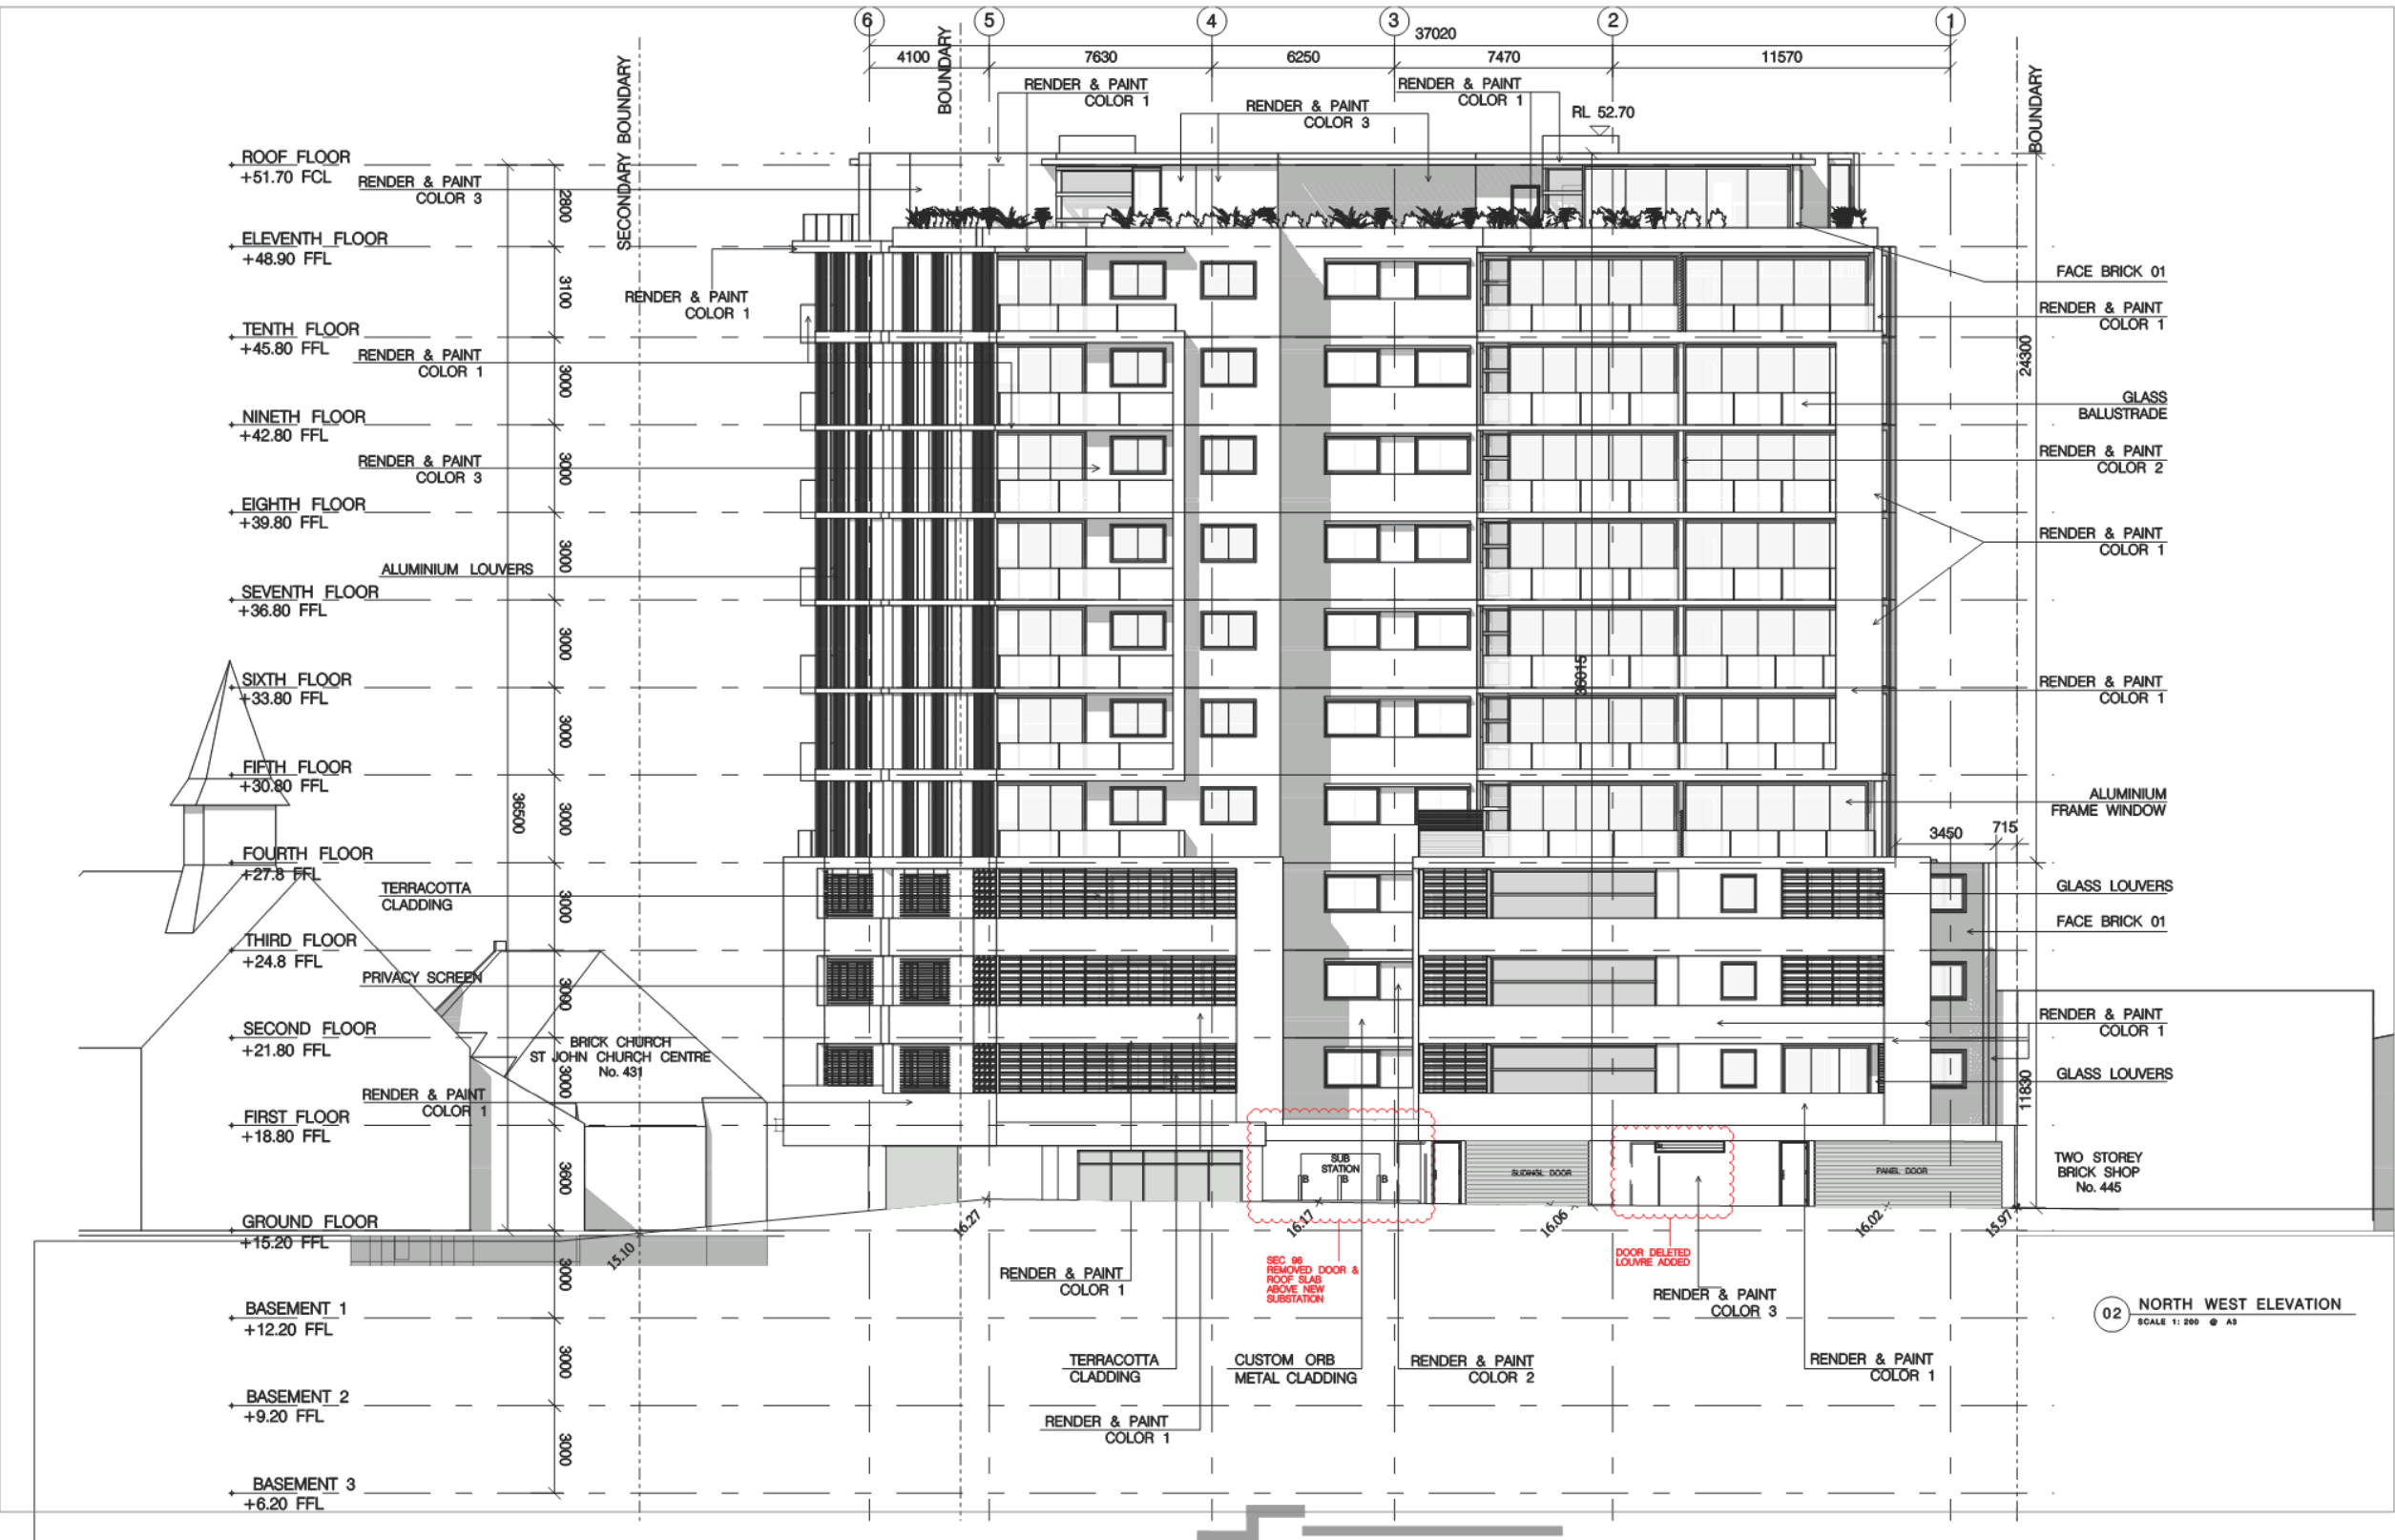 6
5
4
3
2
1
37020
4100
7630
6250
7470
11570
BOUNDARY
SECONDARY BOUNDARY
BOUNDARY
RENDER & PAINT
COLOR 1
RENDER & PAINT
COLOR 3
RENDER & PAINT
COLOR 1
RL 52.70
ROOF FLOOR
+51.70 FCL
RENDER & PAINT
COLOR 3
2800
ELEVENTH FLOOR
+48.90 FFL
3100
RENDER & PAINT
COLOR 1
FACE BRICK 01
RENDER & PAINT
COLOR 1
TENTH FLOOR
+45.80 FFL
RENDER & PAINT
COLOR 1
3000
24300
GLASS
BALUSTRADE
NINETH FLOOR
+42.80 FFL
RENDER & PAINT
COLOR 3
3000
RENDER & PAINT
COLOR 2
EIGHTH FLOOR
+39.80 FFL
3000
RENDER & PAINT
COLOR 1
ALUMINIUM LOUVERS
SEVENTH FLOOR
+36.80 FFL
3000
36015
SIXTH FLOOR
+33.80 FFL
RENDER & PAINT
COLOR 1
3000
FIFTH FLOOR
+30.80 FFL
36500
3000
ALUMINIUM
FRAME WINDOW
3450
715
FOURTH FLOOR
+27.8 FFL
TERRACOTTA
CLADDING
3000
GLASS LOUVERS
FACE BRICK 01
THIRD FLOOR
+24.8 FFL
PRIVACY SCREEN
3000
SECOND FLOOR
+21.80 FFL
RENDER & PAINT
COLOR 1
BRICK CHURCH
ST JOHN CHURCH CENTRE
No. 431
3000
GLASS LOUVERS
11830
RENDER & PAINT
COLOR 1
FIRST FLOOR
+18.80 FFL
3600
SUB
STATION
B
B
B
SLIDINGL DOOR
PANEL DOOR
TWO STOREY
BRICK SHOP
No. 445
GROUND FLOOR
+15.20 FFL
15.10
16.27
16.17
16.06
16.02
15.97
3000
SEC 96
REMOVED DOOR &
ROOF SLAB
ABOVE NEW
SUBSTATION
DOOR DELETED
LOUVRE ADDED
RENDER & PAINT
COLOR 1
RENDER & PAINT
COLOR 3
BASEMENT 1
+12.20 FFL
02
NORTH WEST ELEVATION
SCALE 1: 200 @ A3
3000
TERRACOTTA
CLADDING
CUSTOM ORB
METAL CLADDING
RENDER & PAINT
COLOR 2
RENDER & PAINT
COLOR 1
BASEMENT 2
+9.20 FFL
RENDER & PAINT
COLOR 1
3000
BASEMENT 3
+6.20 FFL